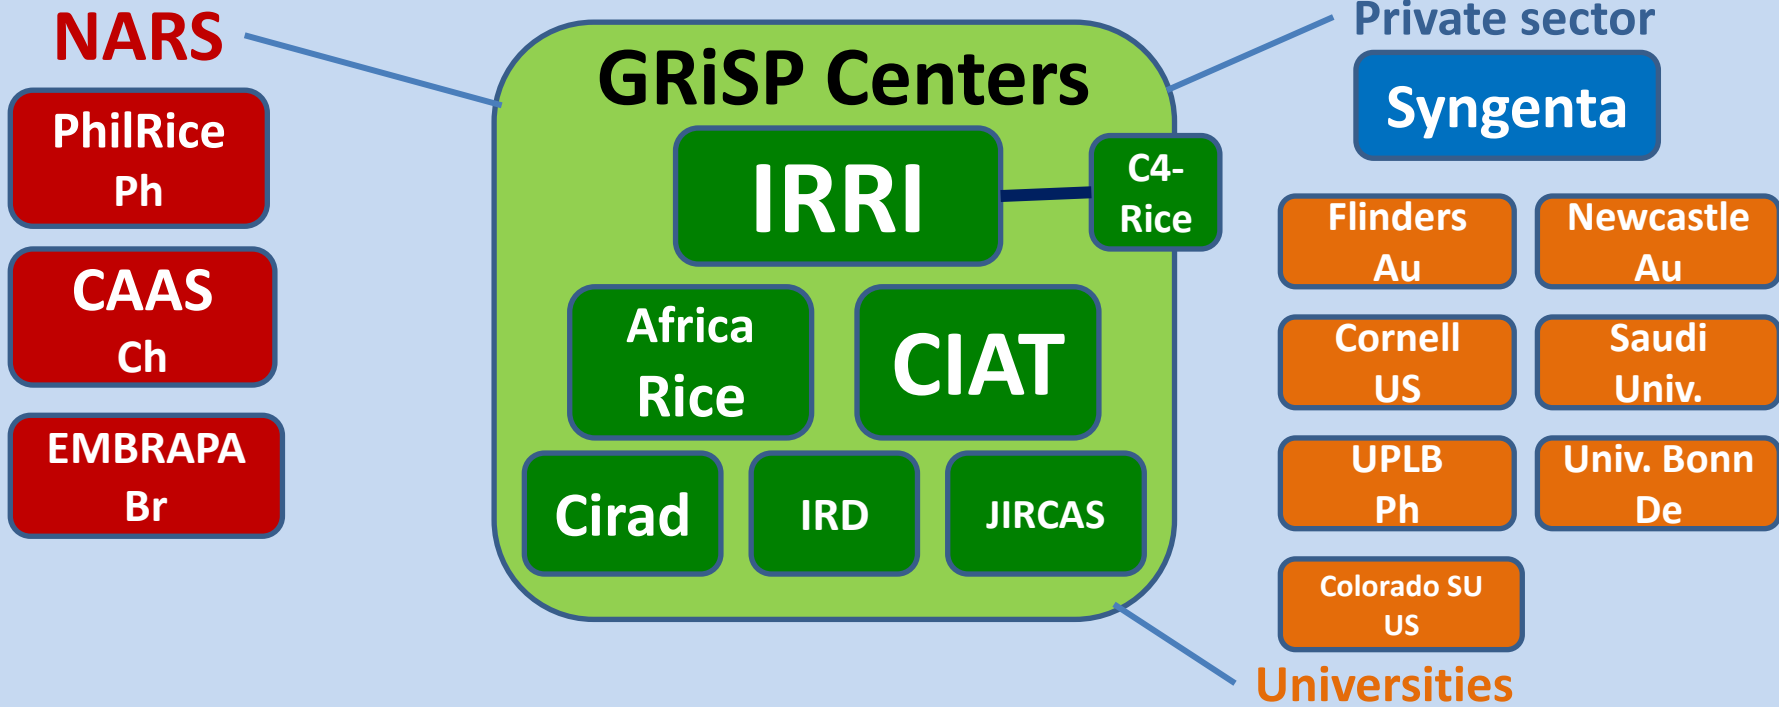 NARS
PhilRice
Ph
CAAS
Ch
EMBRAPA
Br
GRiSP Centers
IRRI
C4-
Rice
Africa
Rice
CIAT
Cirad
IRD
JIRCAS
Private sector
Syngenta
Flinders
Au
Newcastle
Au
Cornell
US
Saudi
Univ.
UPLB
Ph
Univ. Bonn
De
Colorado SU
US
Universities